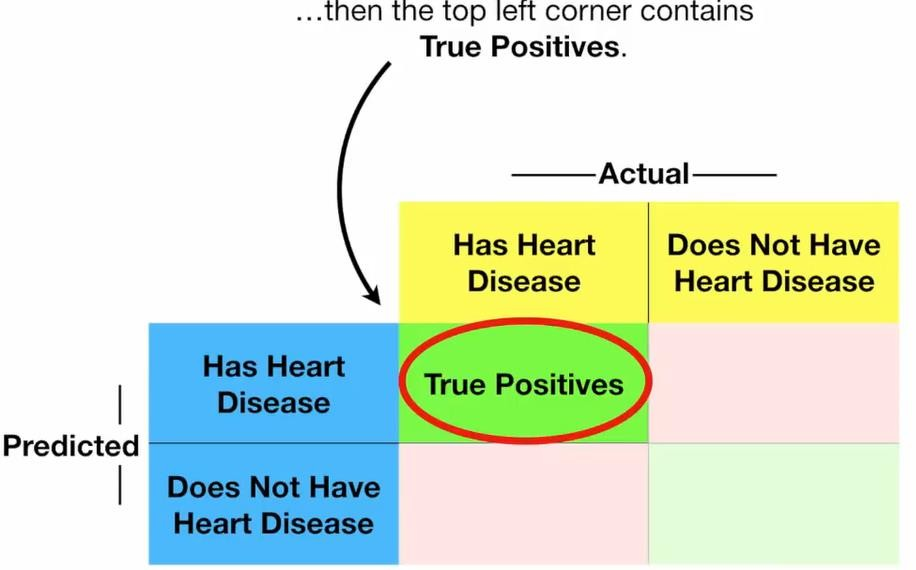 ...then the top left corner contains
True Positives.
Actual
Has Heart
Disease
Does Not Have
Heart Disease
Has Heart
Disease
True Positives
Predicted
Does Not Have
Heart Disease